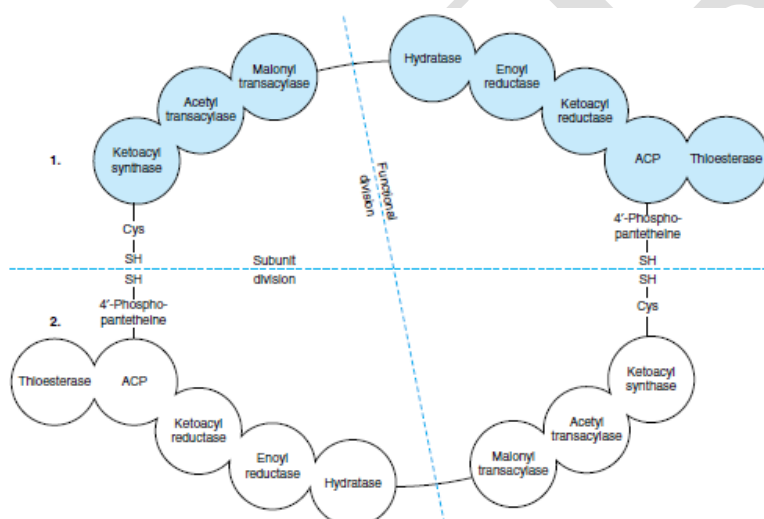 Malonyl
transacylase
Hydratase
Enoyl
reductase
Acetyl
transacylase
Ketoacyl
reductase
1.
Ketoacyl
synthase
ACP
Thioesterase
Functional
division
Cys
4'-Phospho-
pantetheine
SH
Subunit
SH
SH
division
SH
4'-Phospho-
pantetheine
Cys
2.
Thioesterase
ACP
Ketoacyl
synthase
Ketoacyl
reductase
Acetyl
transacylase
Enoyl
reductase
Malonyl
transacylase
Hydratase